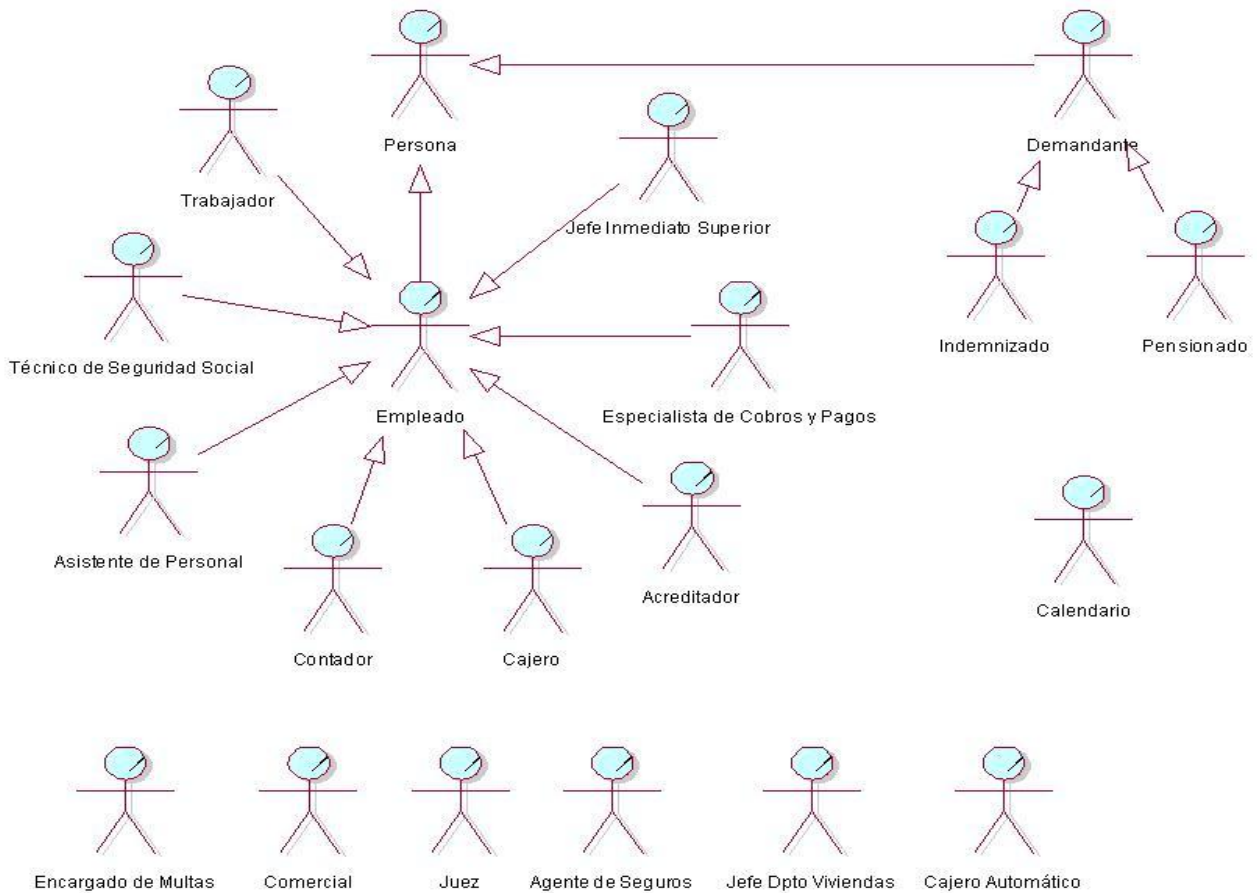 Persona
Demandante
Trabajador
Jefe Inmediato Superior
Técnico de Seguridad Social
Indemnizado
Pensionado
Empleado
Especialista de Cobros y Pagos
Asistente de Personal
Acreditador
Calendario
Contador
Cajero
Encargado de Multas
Comercial
Juez
Agente de Seguros
Jefe Dpto Viviendas
Cajero Automático